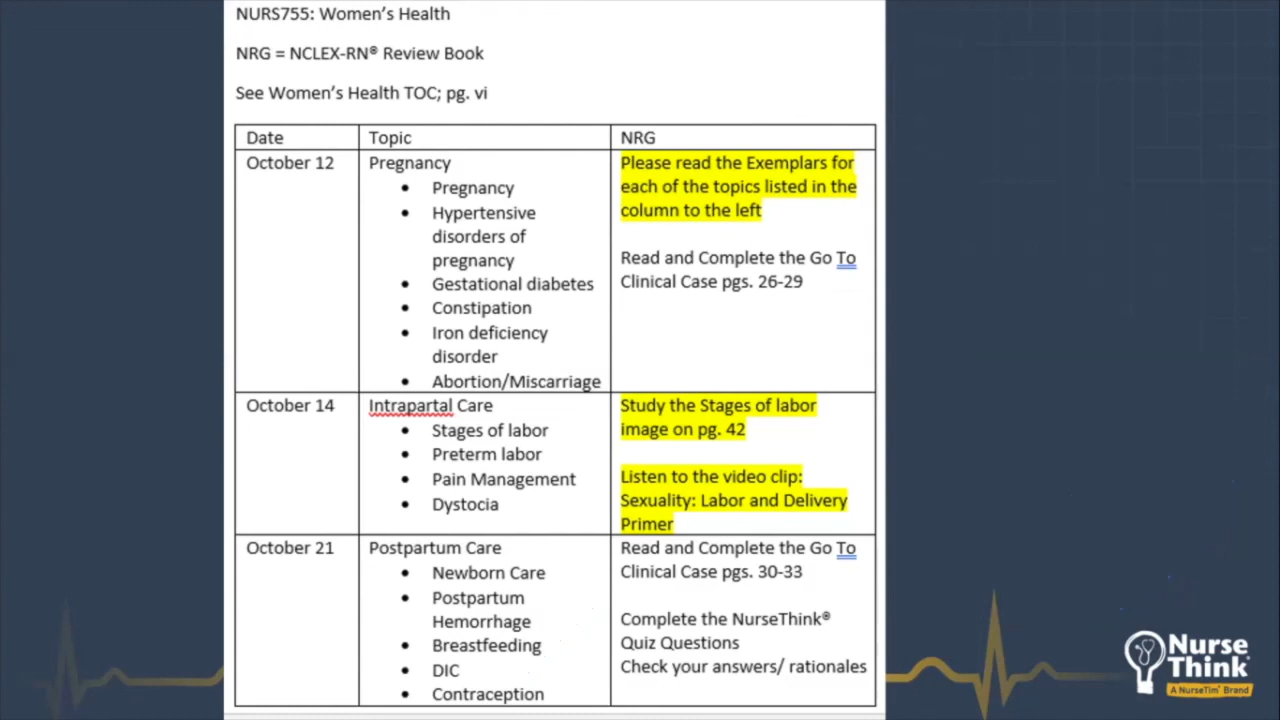 NURS755: Women's Health
NRG = NCLEX-RN® Review Book
See Women's Health TOC; pg. vi
Date
Topic
NRG
October 12
Pregnancy
• Pregnancy
• Hypertensive
disorders of
pregnancy
• Gestational diabetes
• Constipation
• Iron deficiency
disorder
• Abortion/Miscarriage
Please read the Exemplars for
each of the topics listed in the
column to the left
Read and Complete the Go To
Clinical Case pgs. 26-29
October 14
Intrapartal Care
• Stages of labor
• Preterm labor
• Pain Management
• Dystocia
Study the Stages of labor
image on pg. 42
Listen to the video clip:
Sexuality: Labor and Delivery
Primer
October 21
Postpartum Care
• Newborn Care
• Postpartum
Hemorrhage
• Breastfeeding
• DIC
• Contraception
Read and Complete the Go To
Clinical Case pgs. 30-33
Complete the NurseThink®
Quiz Questions
Check your answers/ rationales
Nurse
Think®
A NurseTim® Brand